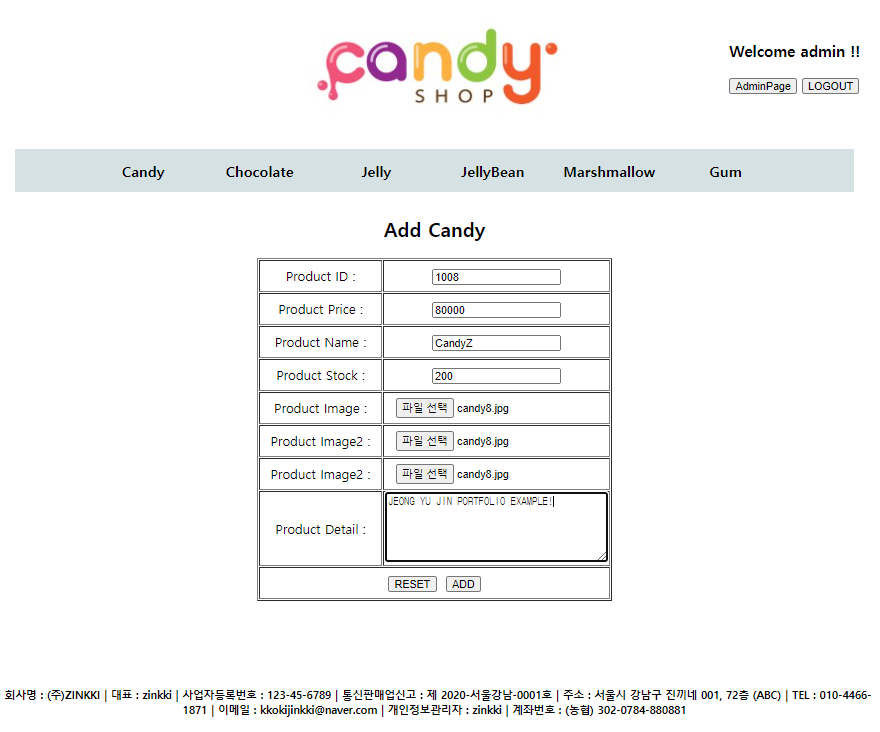 candy
SHOP
Welcome admin !!
AdminPage LOGOUT
Candy Chocolate Jelly JellyBean Marshmallow Gum
Add Candy
Product ID : 1008
Product Price : 80000
Product Name : CandyZ
Product Stock : 200
Product Image : 파일 선택 candy8.jpg
Product Image2 : 파일 선택 candy8.jpg
Product Image2 : 파일 선택 candy8.jpg
Product Detail : JEONG YU JIN PORTFOLIO EXAMPLE!
RESET ADD
회사명 : (주)ZINKKI | 대표 : zinkki | 사업자등록번호 : 123-45-6789 | 통신판매업신고 : 제 2020-서울강남-0001호 | 주소 : 서울시 강남구 진끼네 001, 72층 (ABC) | TEL : 010-4466-
1871 | 이메일 : kkokijinkki@naver.com | 개인정보관리자 : zinkki | 계좌번호 : (농협) 302-0784-880881